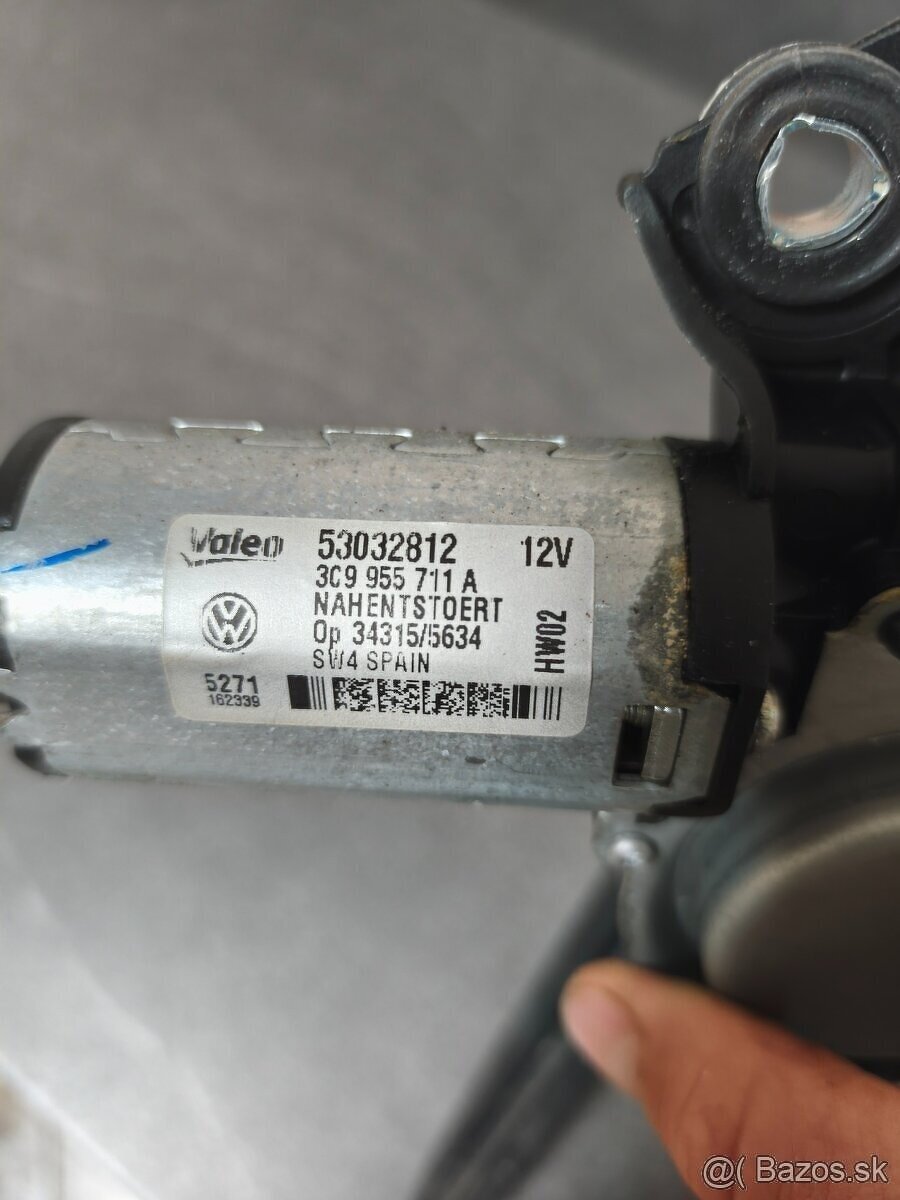 Valeo 53032812 12V
3C9 955 711 A
NAHENTSTOERT
Op 34315/5634
SW4 SPAIN
HW02
5271
162339
@( Bazos.sk